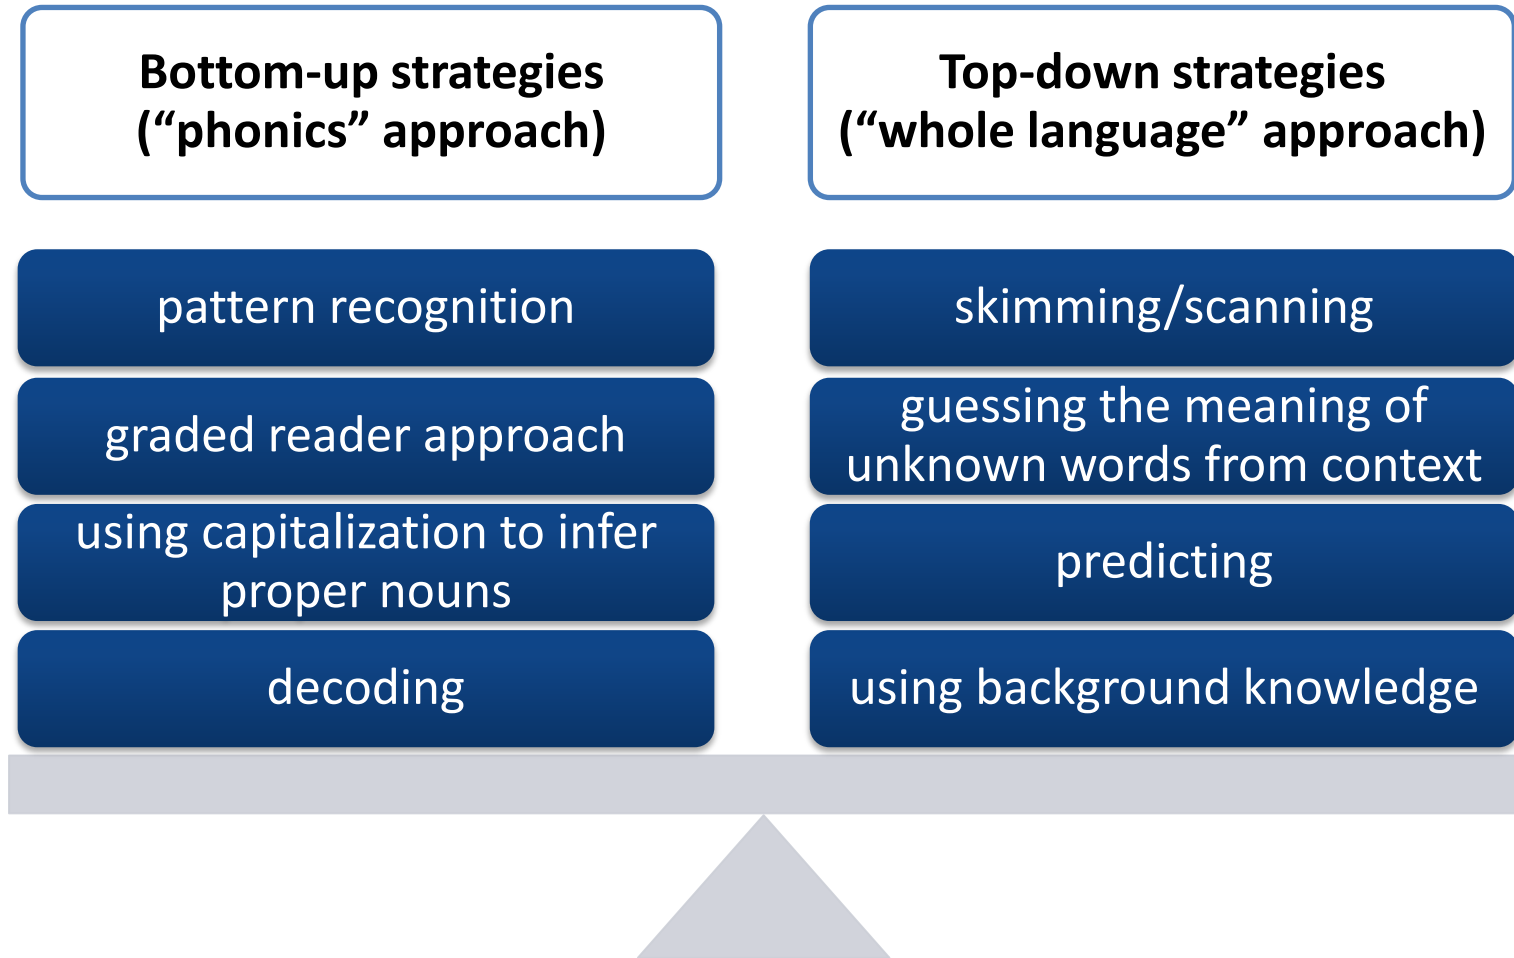 Bottom-up strategies
(“phonics” approach)
pattern recognition
graded reader approach
using capitalization to infer
proper nouns
decoding
Top-down strategies
(“whole language” approach)
skimming/scanning
guessing the meaning of
unknown words from context
predicting
using background knowledge